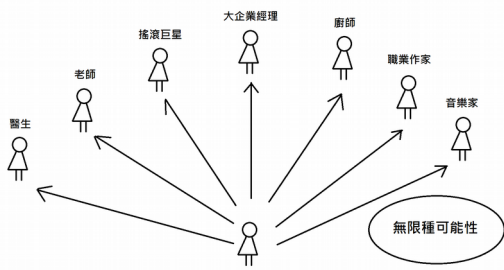 醫生
老師
搖滾巨星
大企業經理
廚師
職業作家
音樂家
無限種可能性